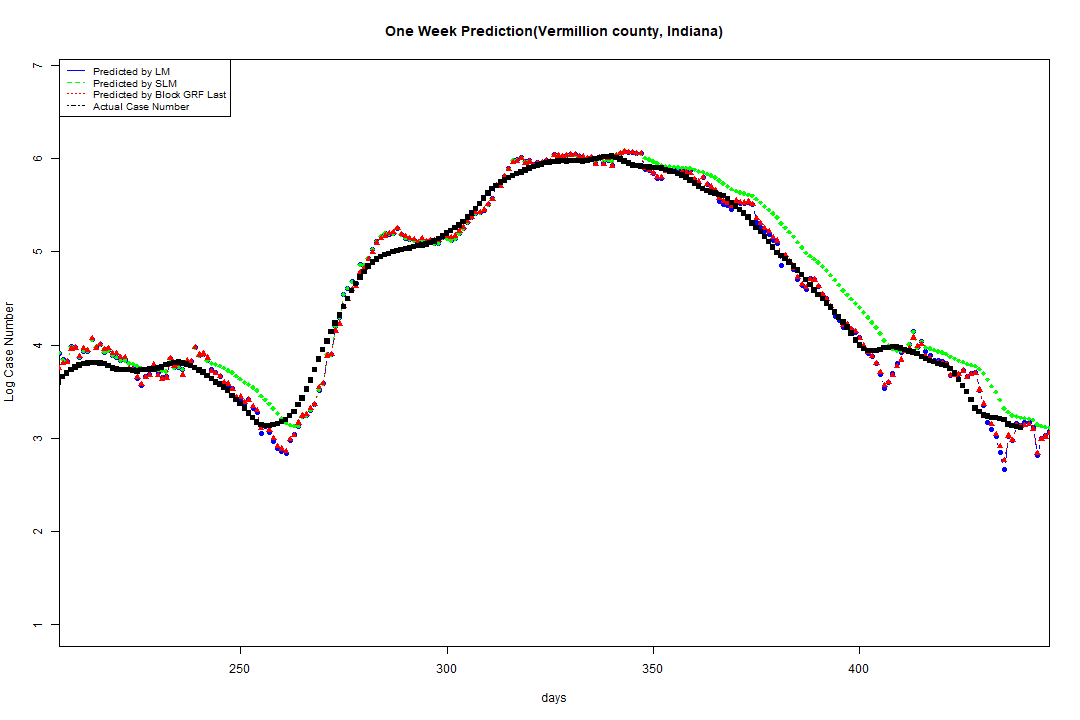 One Week Prediction(Vermillion county, Indiana)
Predicted by LM
Predicted by SLM
Predicted by Block GRF Last
Actual Case Number
7
6
5
4
3
2
1
Log Case Number
250 300 350 400
days